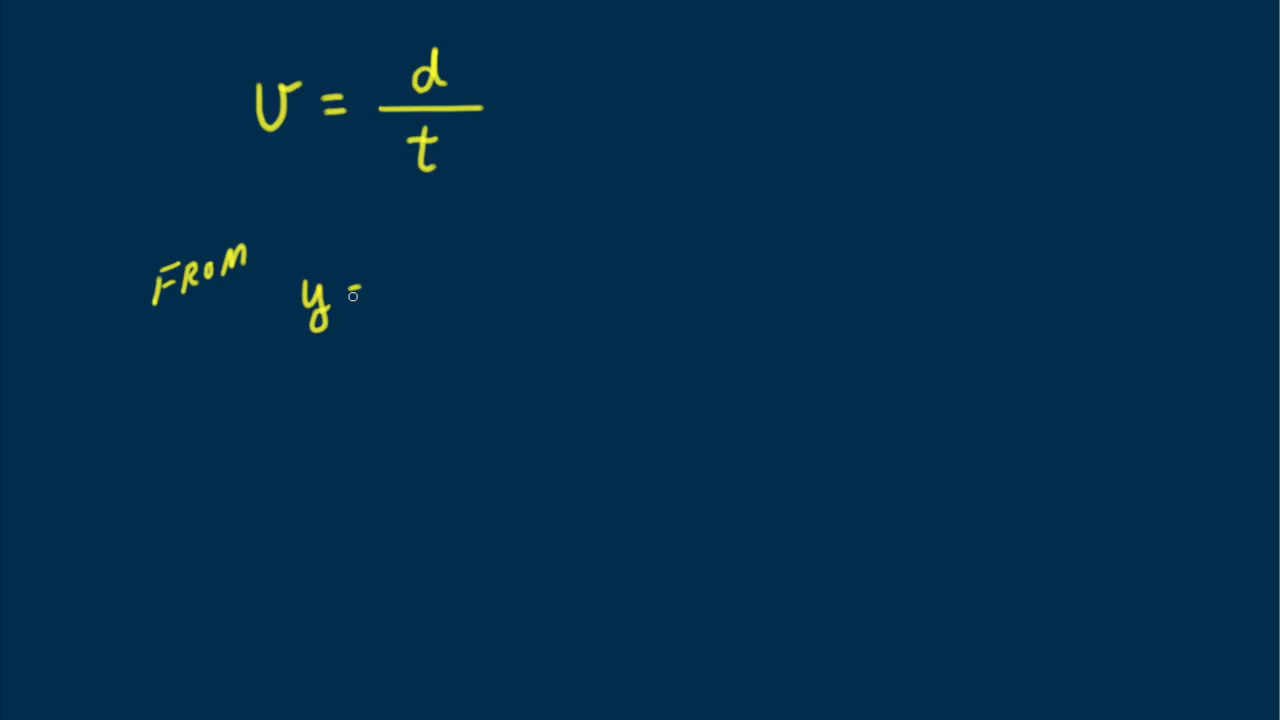 v = d/t
FROM y =